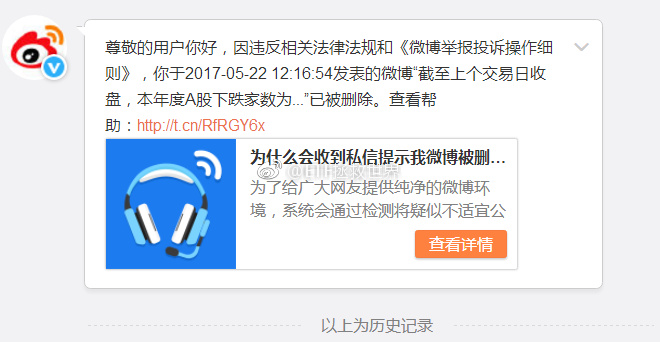 尊敬的用户你好，因违反相关法律法规和《微博举报投诉操作细
则》，你于2017-05-22 12:16:54发表的微博“截至上个交易日收
盘，本年度A股下跌家数为...”已被删除。查看帮
助：http://t.cn/RfRGY6x
为什么会收到私信提示我微博被删...
为了给广大网友提供纯净的微博环
境，系统会通过检测将疑似不适宜公
查看详情
以上为历史记录